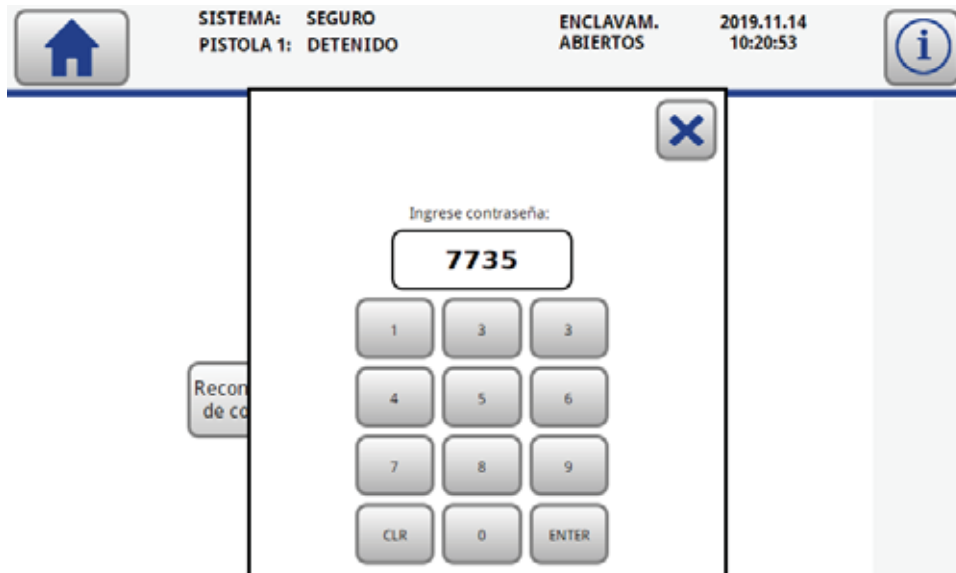 SISTEMA: SEGURO
PISTOLA 1: DETENIDO
ENCLAVAM.
ABIERTOS
2019.11.14
10:20:53
i
Ingrese contraseña:
7735
1 3 3
4 5 6
7 8 9
CLR 0 ENTER
Recon
de co